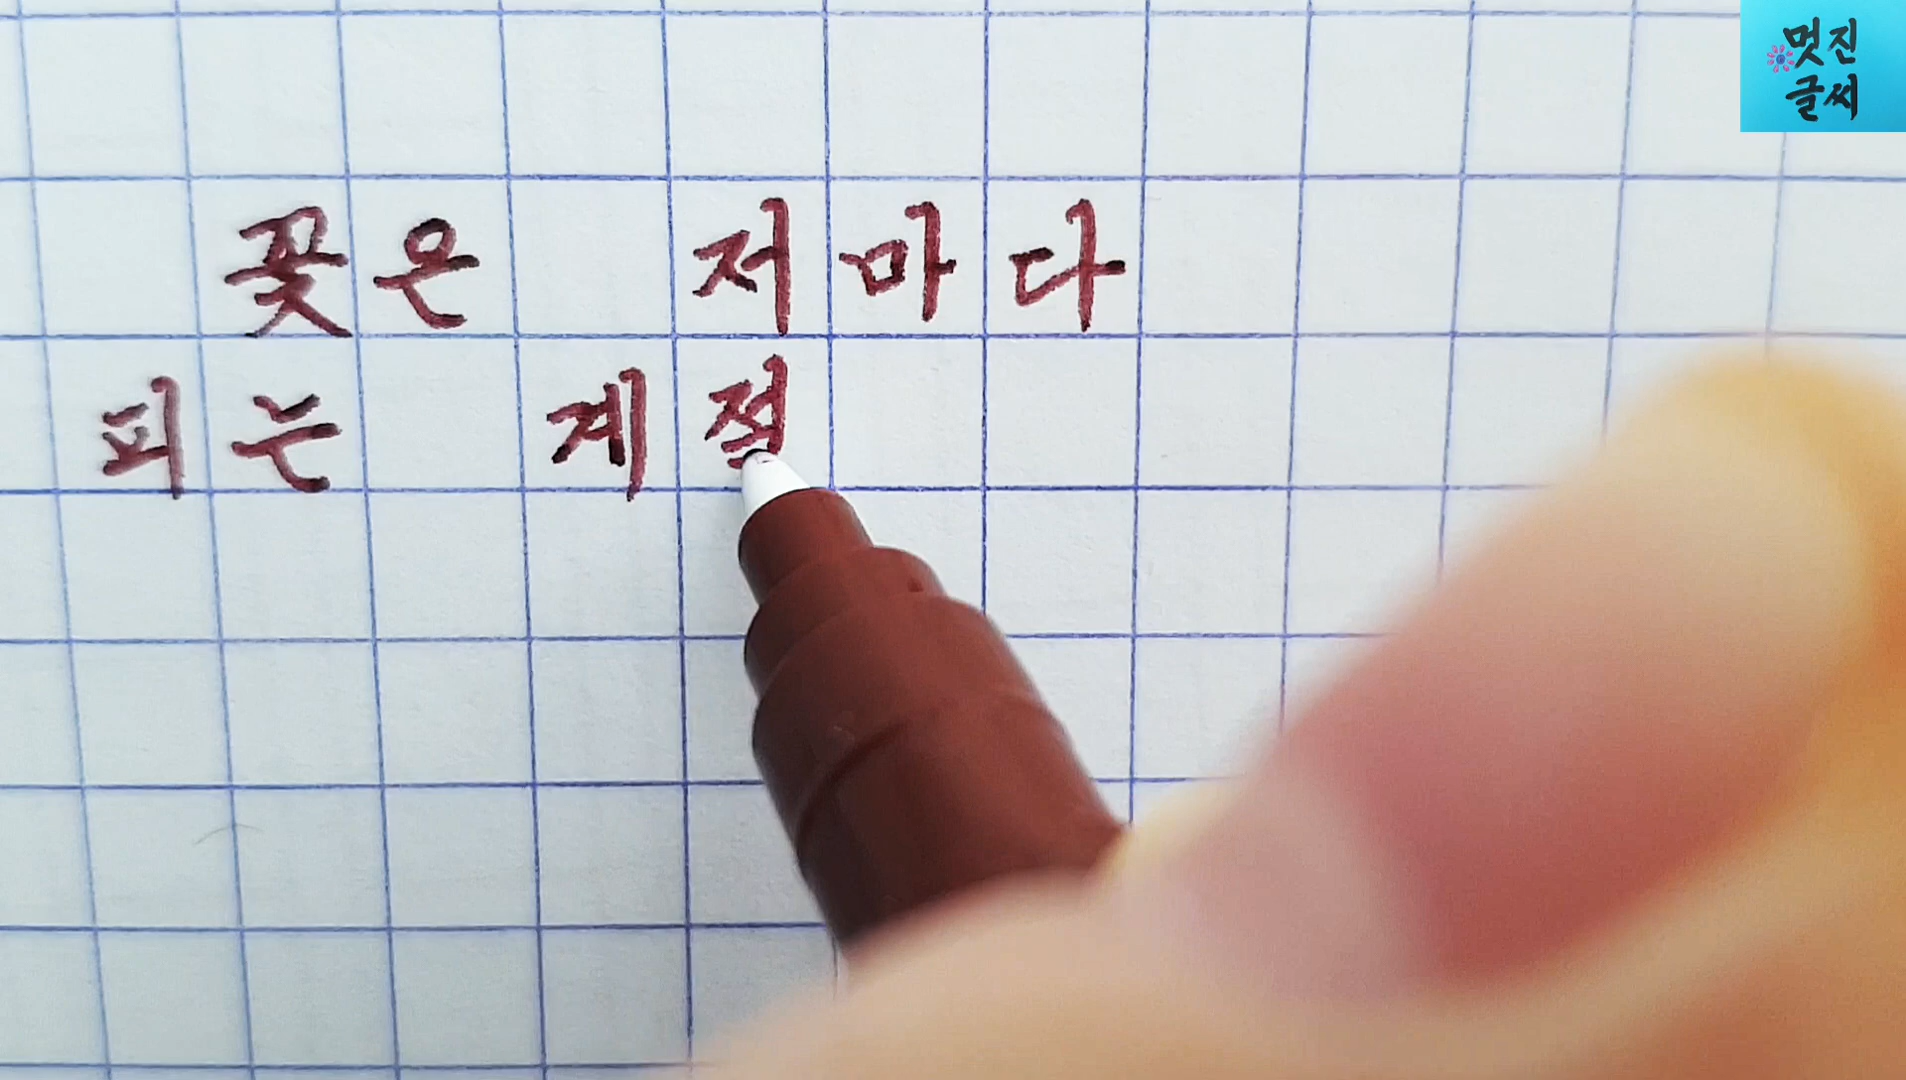 멋진
글씨
꽃은 저마다
피는 계절